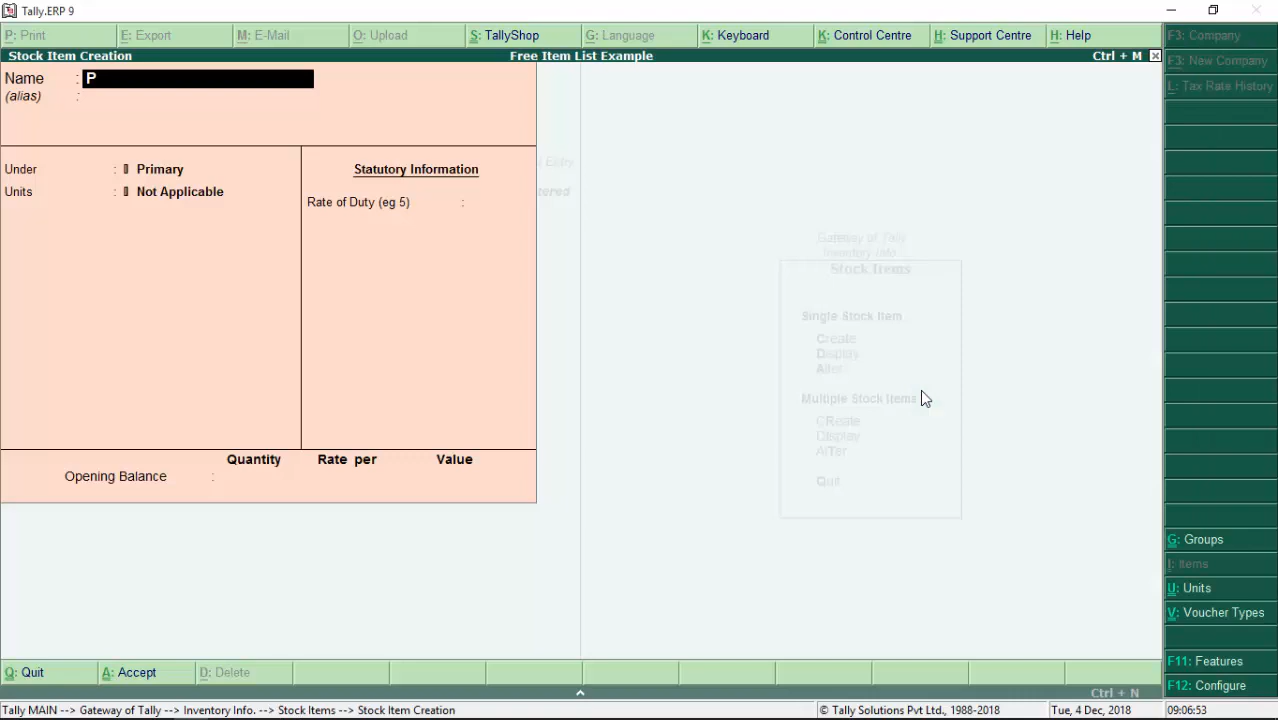 Tally.ERP 9
P: Print
E: Export
M: E-Mail
O: Upload
S: TallyShop
G: Language
K: Keyboard
K: Control Centre
H: Support Centre
H: Help
F3: Company
F3: New Company
L: Tax Rate History
Stock Item Creation
Free Item List Example
Ctrl + M
Name : P
(alias) :
Under : Primary
Units : Not Applicable
Statutory Information
Rate of Duty (eg 5) :
Quantity Rate per Value
Opening Balance :
Entry
tered
Gateway of Tally
Inventory Info
Stock Items
Single Stock Item
Create
Display
Alter
Multiple Stock Items
CReate
Display
AlTer
Quit
G: Groups
I: Items
U: Units
V: Voucher Types
F11: Features
F12: Configure
Q: Quit
A: Accept
D: Delete
Ctrl + N
Tally MAIN --> Gateway of Tally --> Inventory Info. --> Stock Items --> Stock Item Creation
© Tally Solutions Pvt Ltd., 1988-2018
Tue, 4 Dec, 2018
09:06:53